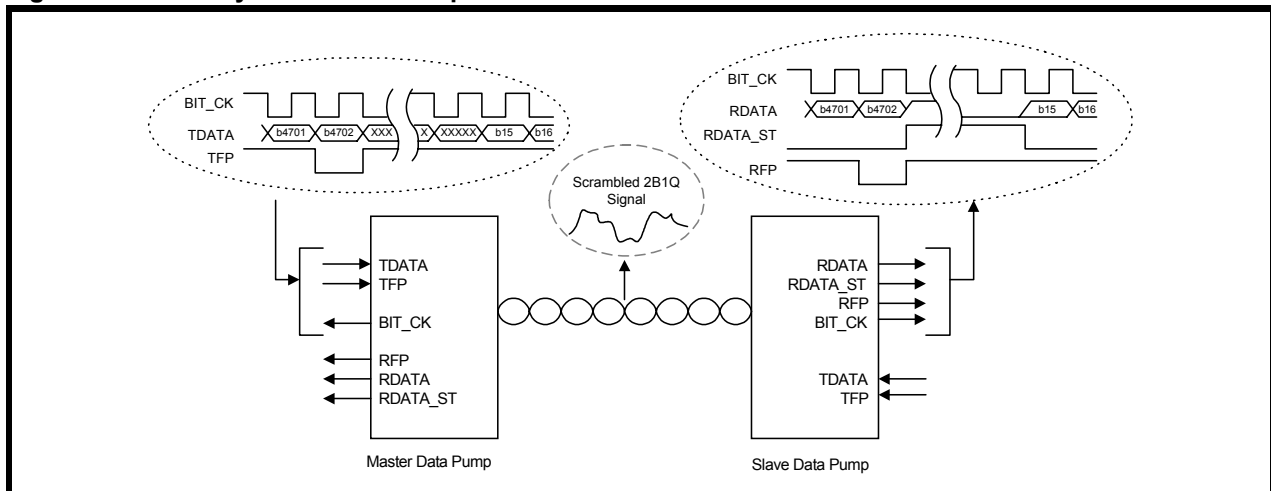 BIT_CK
TDATA b4701 b4702 XXX X XXXXX b15 b16
TFP
BIT_CK
RDATA b4701 b4702 b15 b16
RDATA_ST
RFP
Scrambled 2B1Q
Signal
TDATA
TFP
BIT_CK
RFP
RDATA
RDATA_ST
Master Data Pump
RDATA
RDATA_ST
RFP
BIT_CK
TDATA
TFP
Slave Data Pump